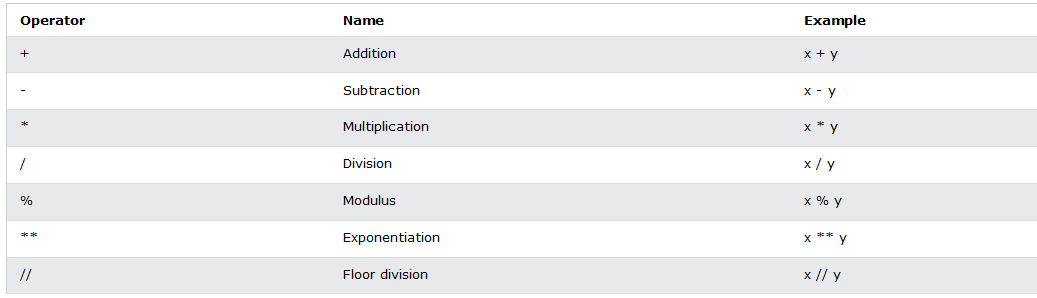 Operator Name Example
+ Addition x + y
- Subtraction x - y
* Multiplication x * y
/ Division x / y
% Modulus x % y
** Exponentiation x ** y
// Floor division x // y